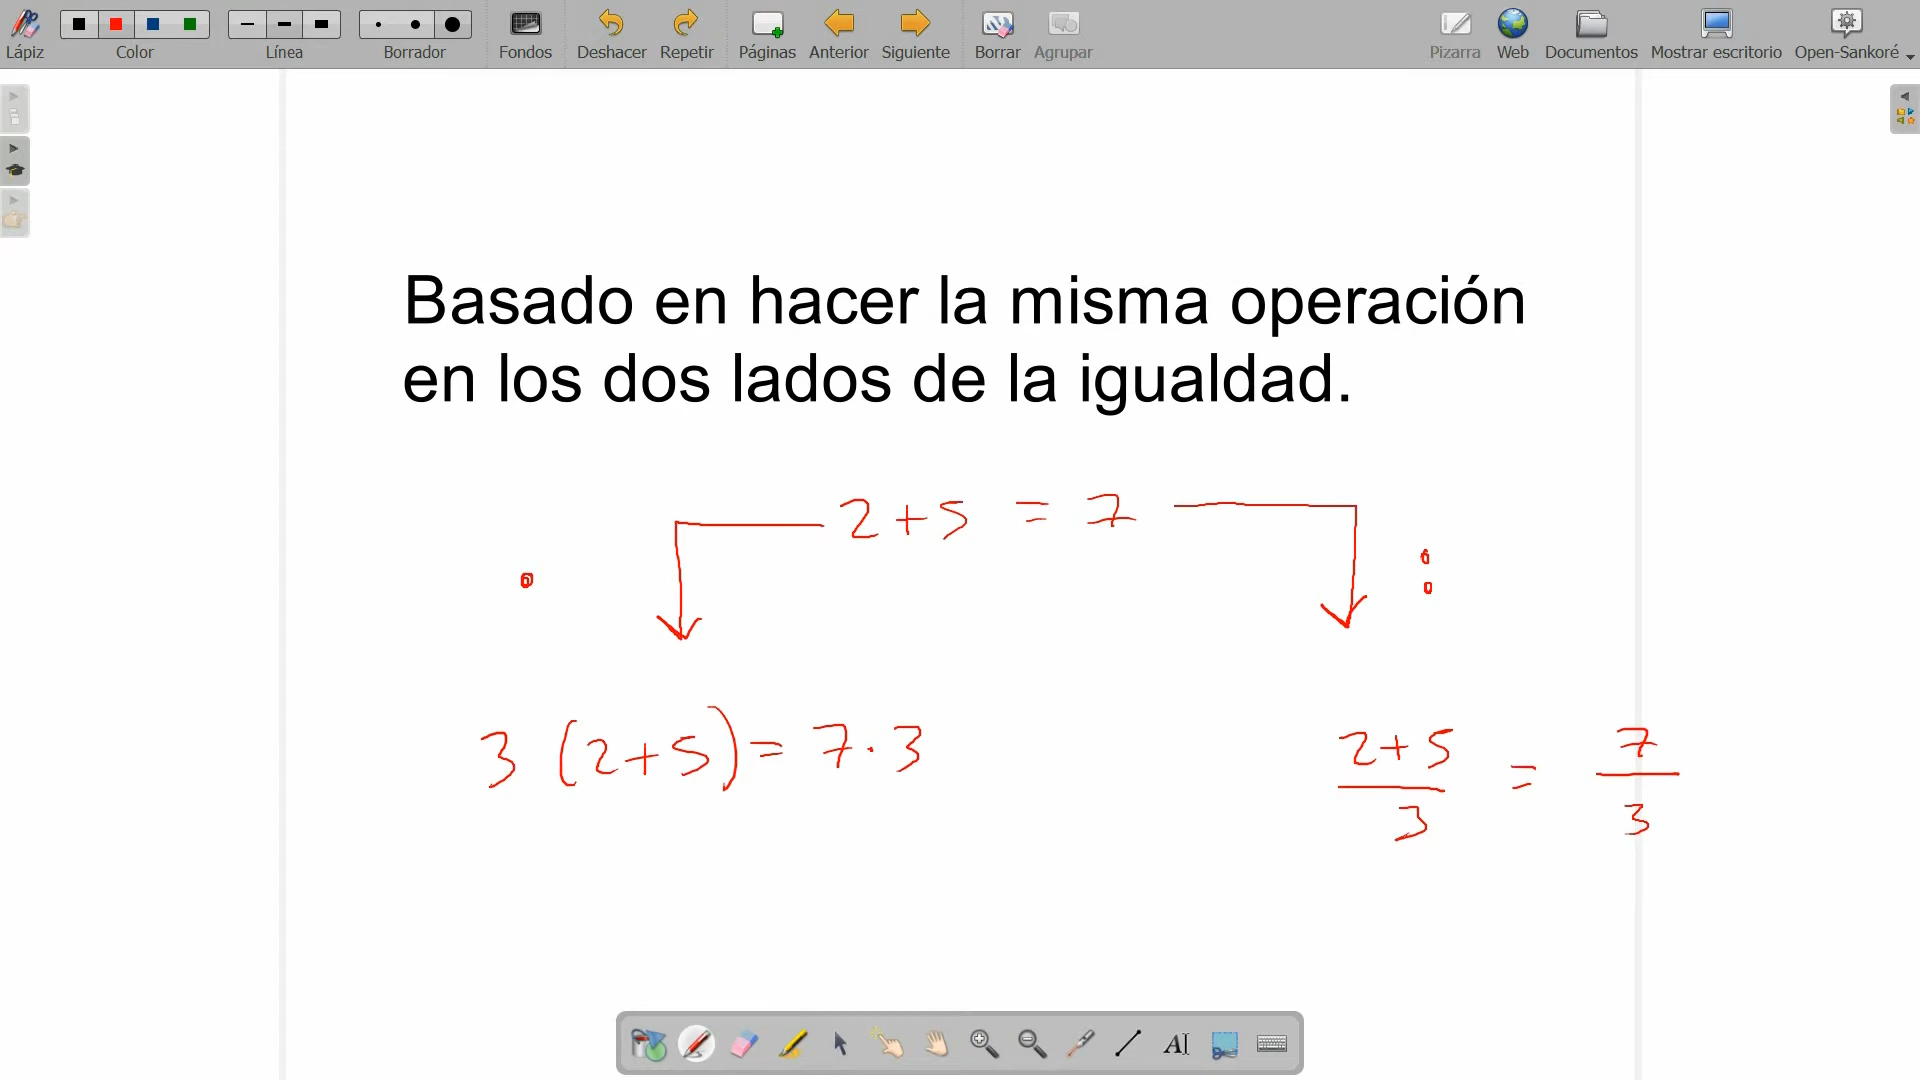 Lápiz Color Línea Borrador Fondos Deshacer Repetir Páginas Anterior Siguiente Borrar Agrupar Pizarra Web Documentos Mostrar escritorio Open-Sankoré
Basado en hacer la misma operación
en los dos lados de la igualdad.
2+5 = 7
· :
3 (2+5) = 7·3
2+5 = 7
3 3
AI